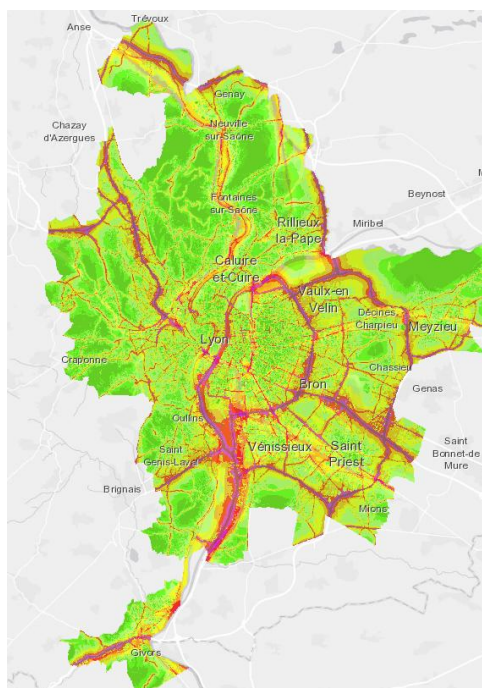 Trévoux
Anse
Genay
Neuville
sur-Saône
Chazay
d'Azergues
Fontaines
sur-Saône
Beynost
Rillieux
la-Pape
Miribel
Caluire
et-Cuire
Vaulx-en
Velin
Décines
Charpieu
Meyzieu
Lyon
Craponne
Chassieu
Bron
Genas
Oullins
Vénissieux
Saint
Priest
Saint
Bonnet-de
Mure
Saint
Genis-Laval
Brignais
Mions
Givors